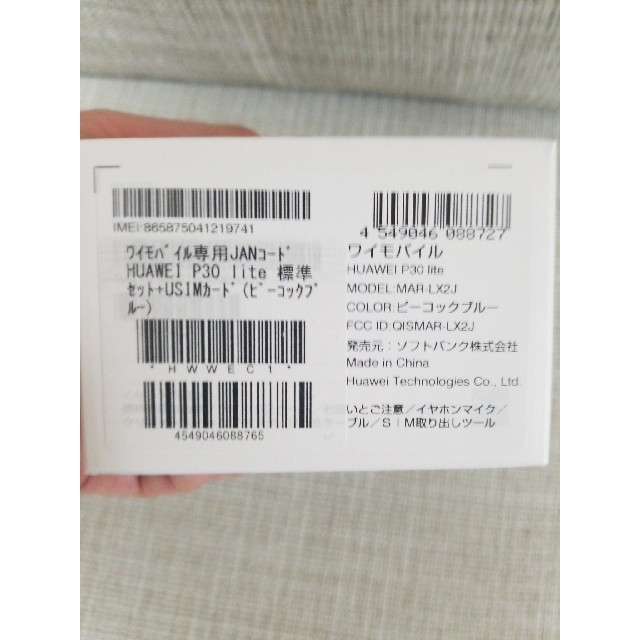 IMEI:865875041219741
ワイモバイル専用JANコード
HUAWEI P30 lite 標準
セット+USIMカード(ピーコックブ
ルー)
*HWWEC1*
4549046088765
4 549046 088727
ワイモバイル
HUAWEI P30 lite
MODEL:MAR-LX2J
COLOR:ピーコックブルー
FCC ID:QISMAR-LX2J
発売元：ソフトバンク株式会社
Made in China
Huawei Technologies Co., Ltd.
いとご注意／イヤホンマイク／
ブル／SIM取り出しツール